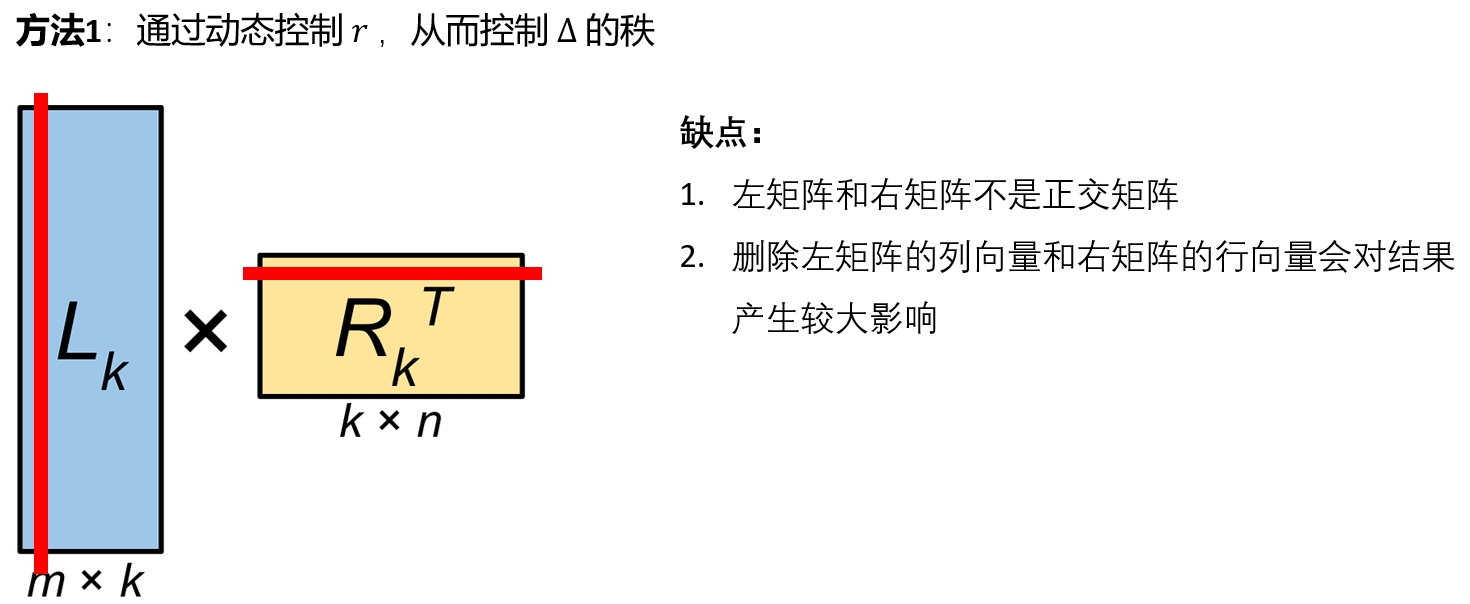 方法1：通过动态控制 r ，从而控制 Δ 的秩
缺点：
1. 左矩阵和右矩阵不是正交矩阵
2. 删除左矩阵的列向量和右矩阵的行向量会对结果
产生较大影响
L_k × R_k^T
k × n
m × k